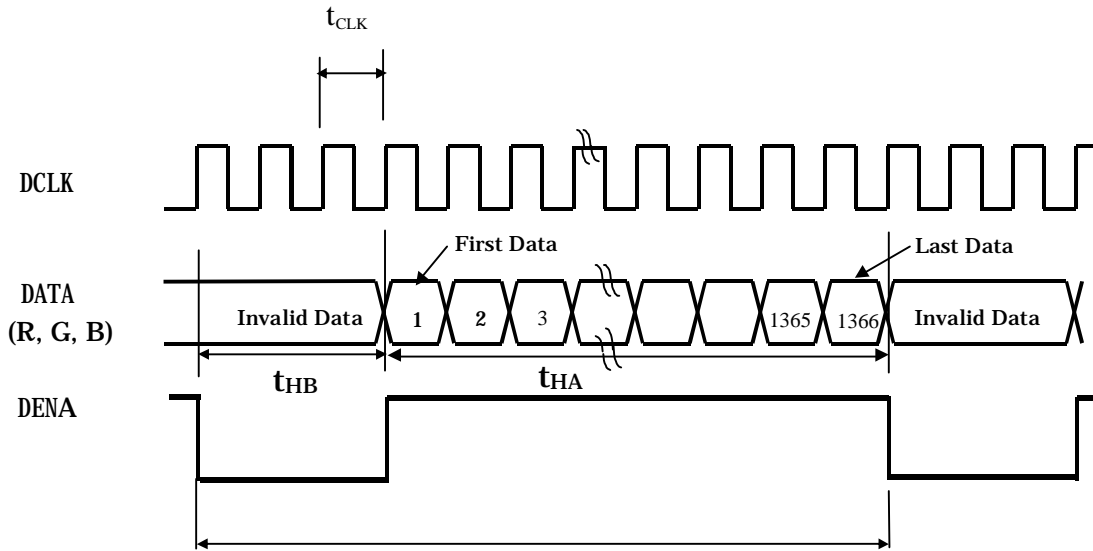 tCLK
DCLK
First Data
Last Data
DATA
(R, G, B)
Invalid Data
1
2
3
1365
1366
Invalid Data
tHB
tHA
DENA